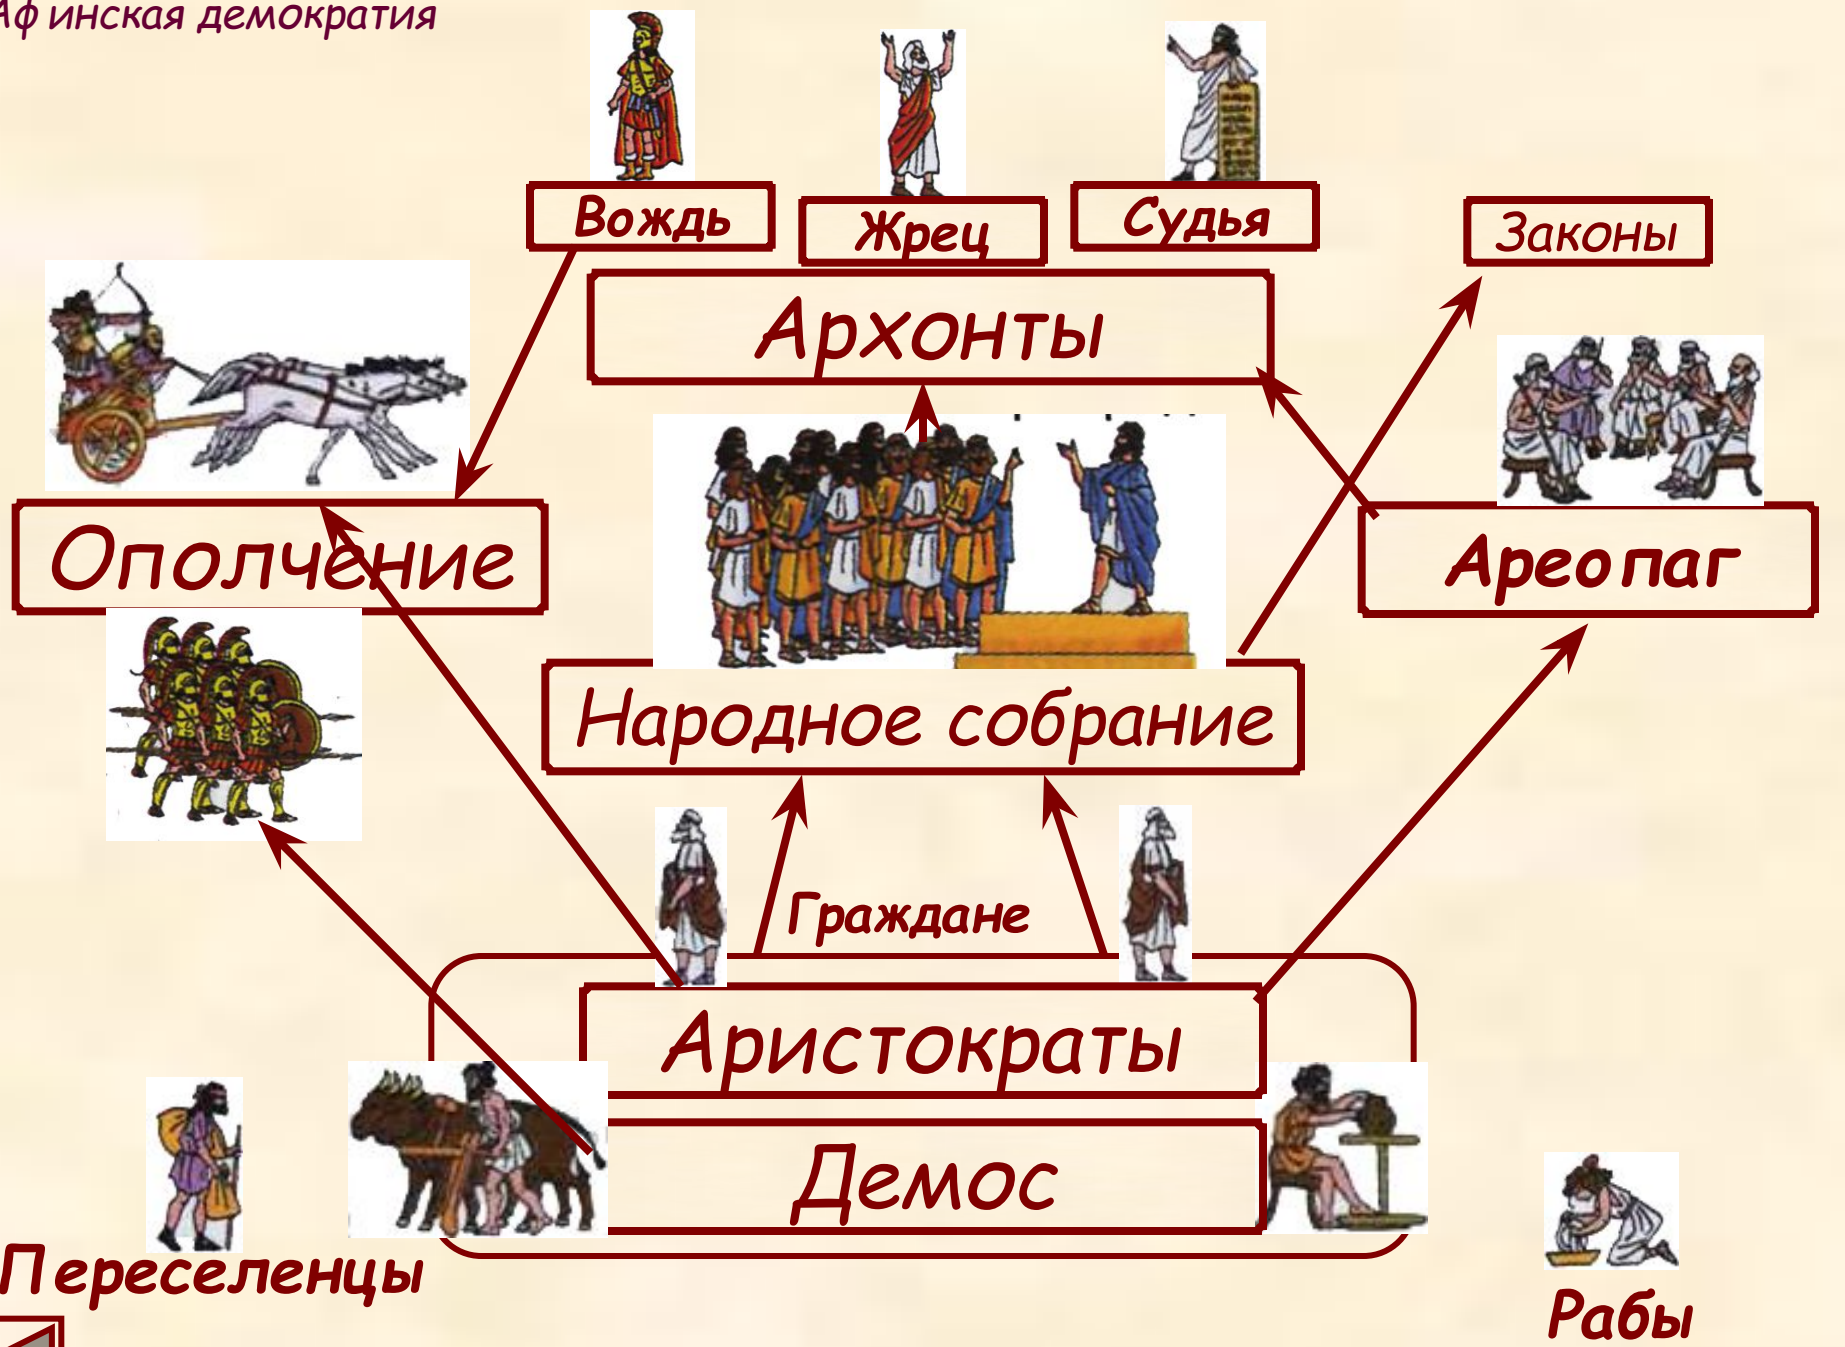 Афинская демократия
Вождь
Жрец
Судья
Законы
Архонты
Ополчение
Ареопаг
Народное собрание
Граждане
Аристократы
Демос
Переселенцы
Рабы